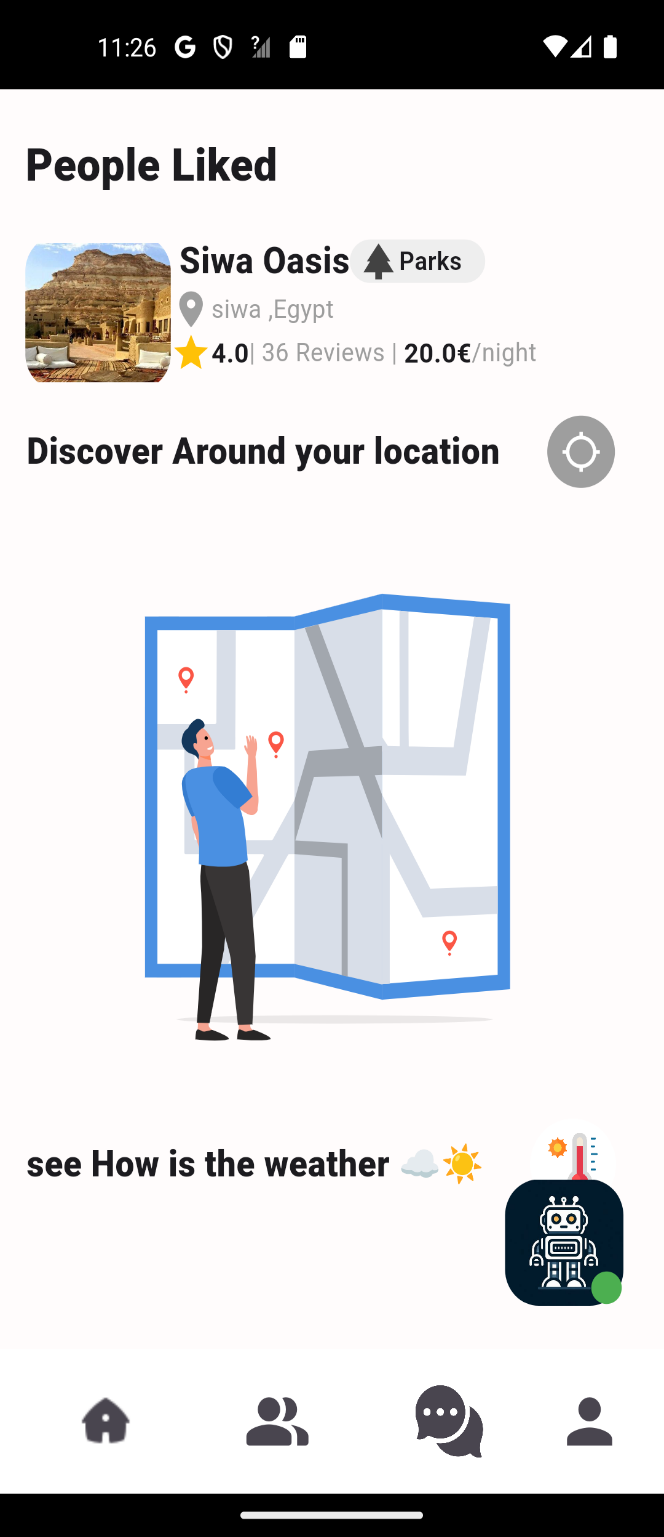 11:26
People Liked
Siwa Oasis Parks
siwa ,Egypt
4.0| 36 Reviews | 20.0€/night
Discover Around your location
see How is the weather ☁️☀️